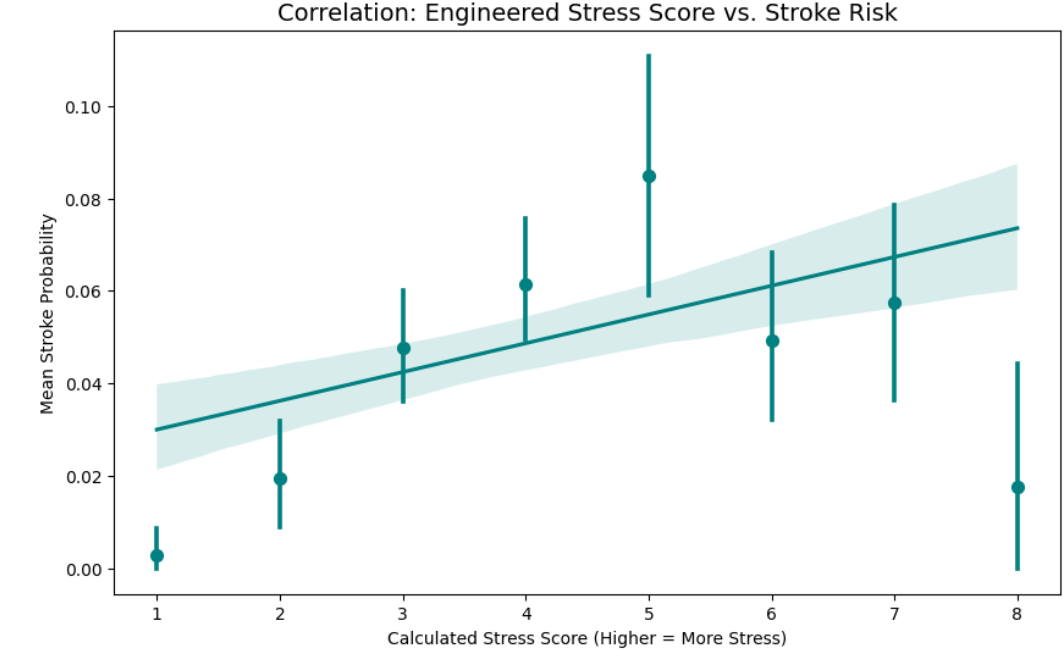 Correlation: Engineered Stress Score vs. Stroke Risk
Mean Stroke Probability
0.10
0.08
0.06
0.04
0.02
0.00
1 2 3 4 5 6 7 8
Calculated Stress Score (Higher = More Stress)